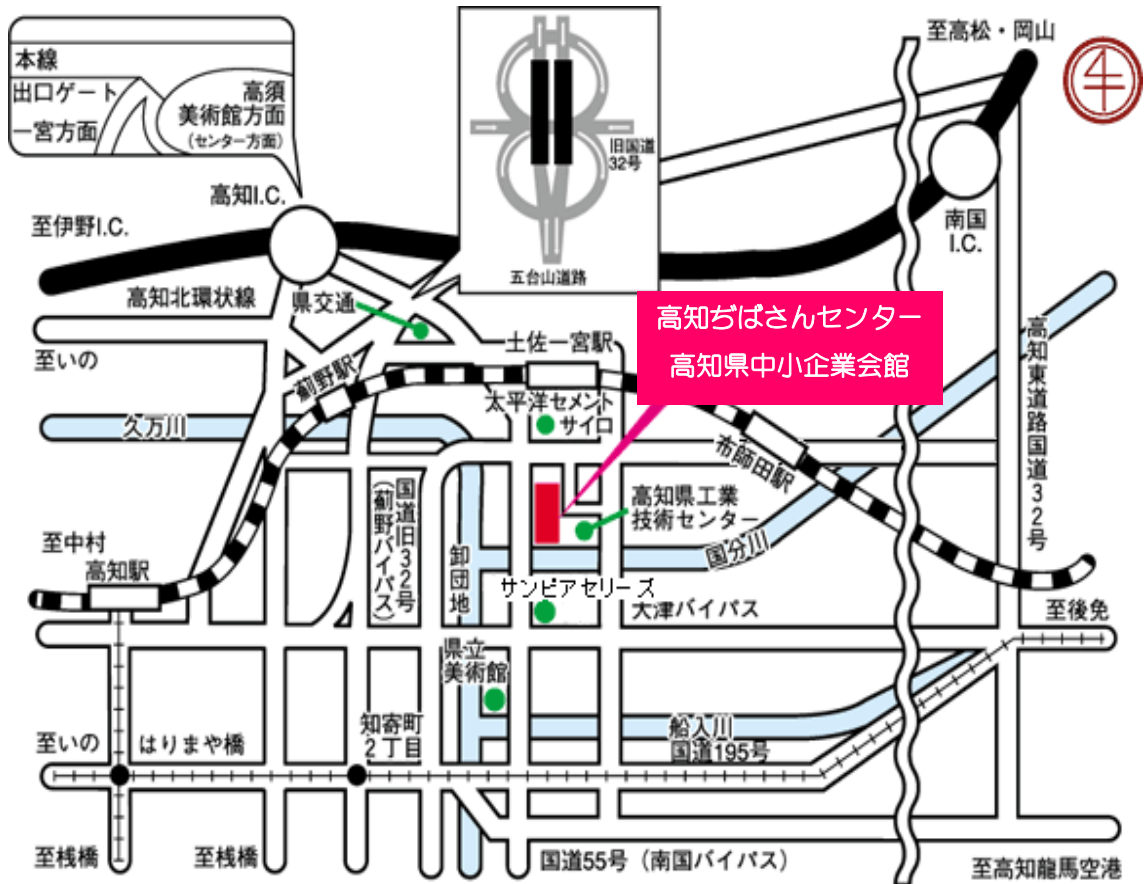 本線
出口ゲート
一宮方面
高須
美術館方面
(センター方面)
旧国道
32号
五台山道路
至高松・岡山
高知I.C.
至伊野I.C.
南国
I.C.
高知北環状線
県交通
至いの
土佐一宮駅
高知ぢばさんセンター
高知県中小企業会館
高知東道路国道32号
薊野駅
太平洋セメント
サイロ
久万川
布師田駅
国道旧32号
(薊野バイパス)
高知県工業
技術センター
至中村
高知駅
卸団地
国分川
サンピアセリーズ
大津バイパス
至後免
県立
美術館
知寄町
2丁目
船入川
国道195号
至いの
はりまや橋
至桟橋
至桟橋
国道55号(南国バイパス)
至高知龍馬空港